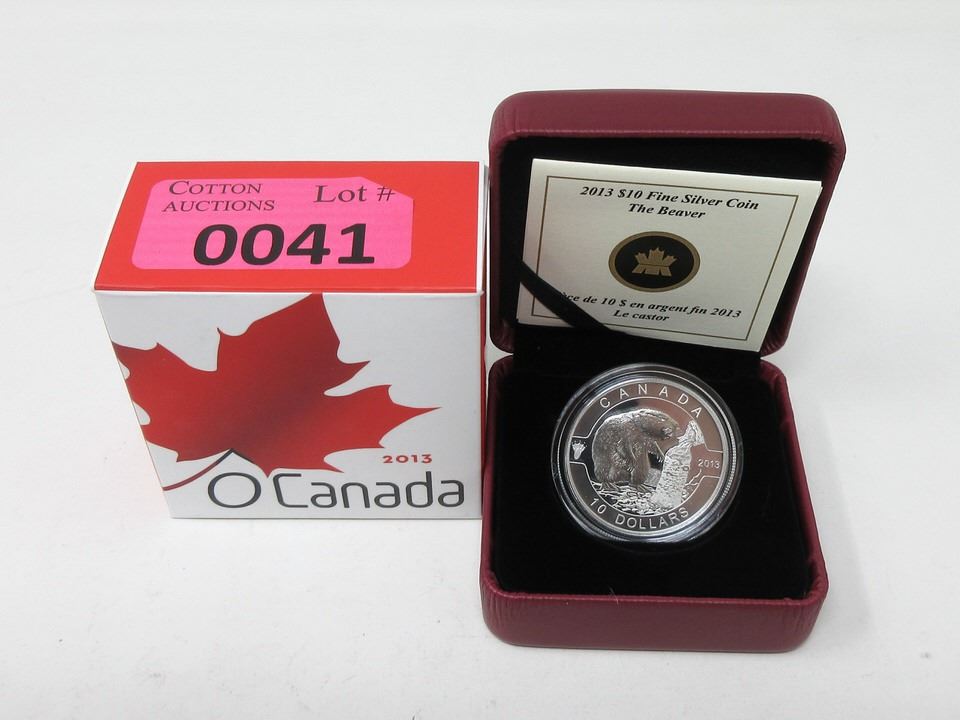 COTTON
AUCTIONS
Lot #
0041
2013
O Canada
2013 $10 Fine Silver Coin
The Beaver
de 10 $ en argent fin 2013
Le castor
CANADA
2013
10 DOLLARS